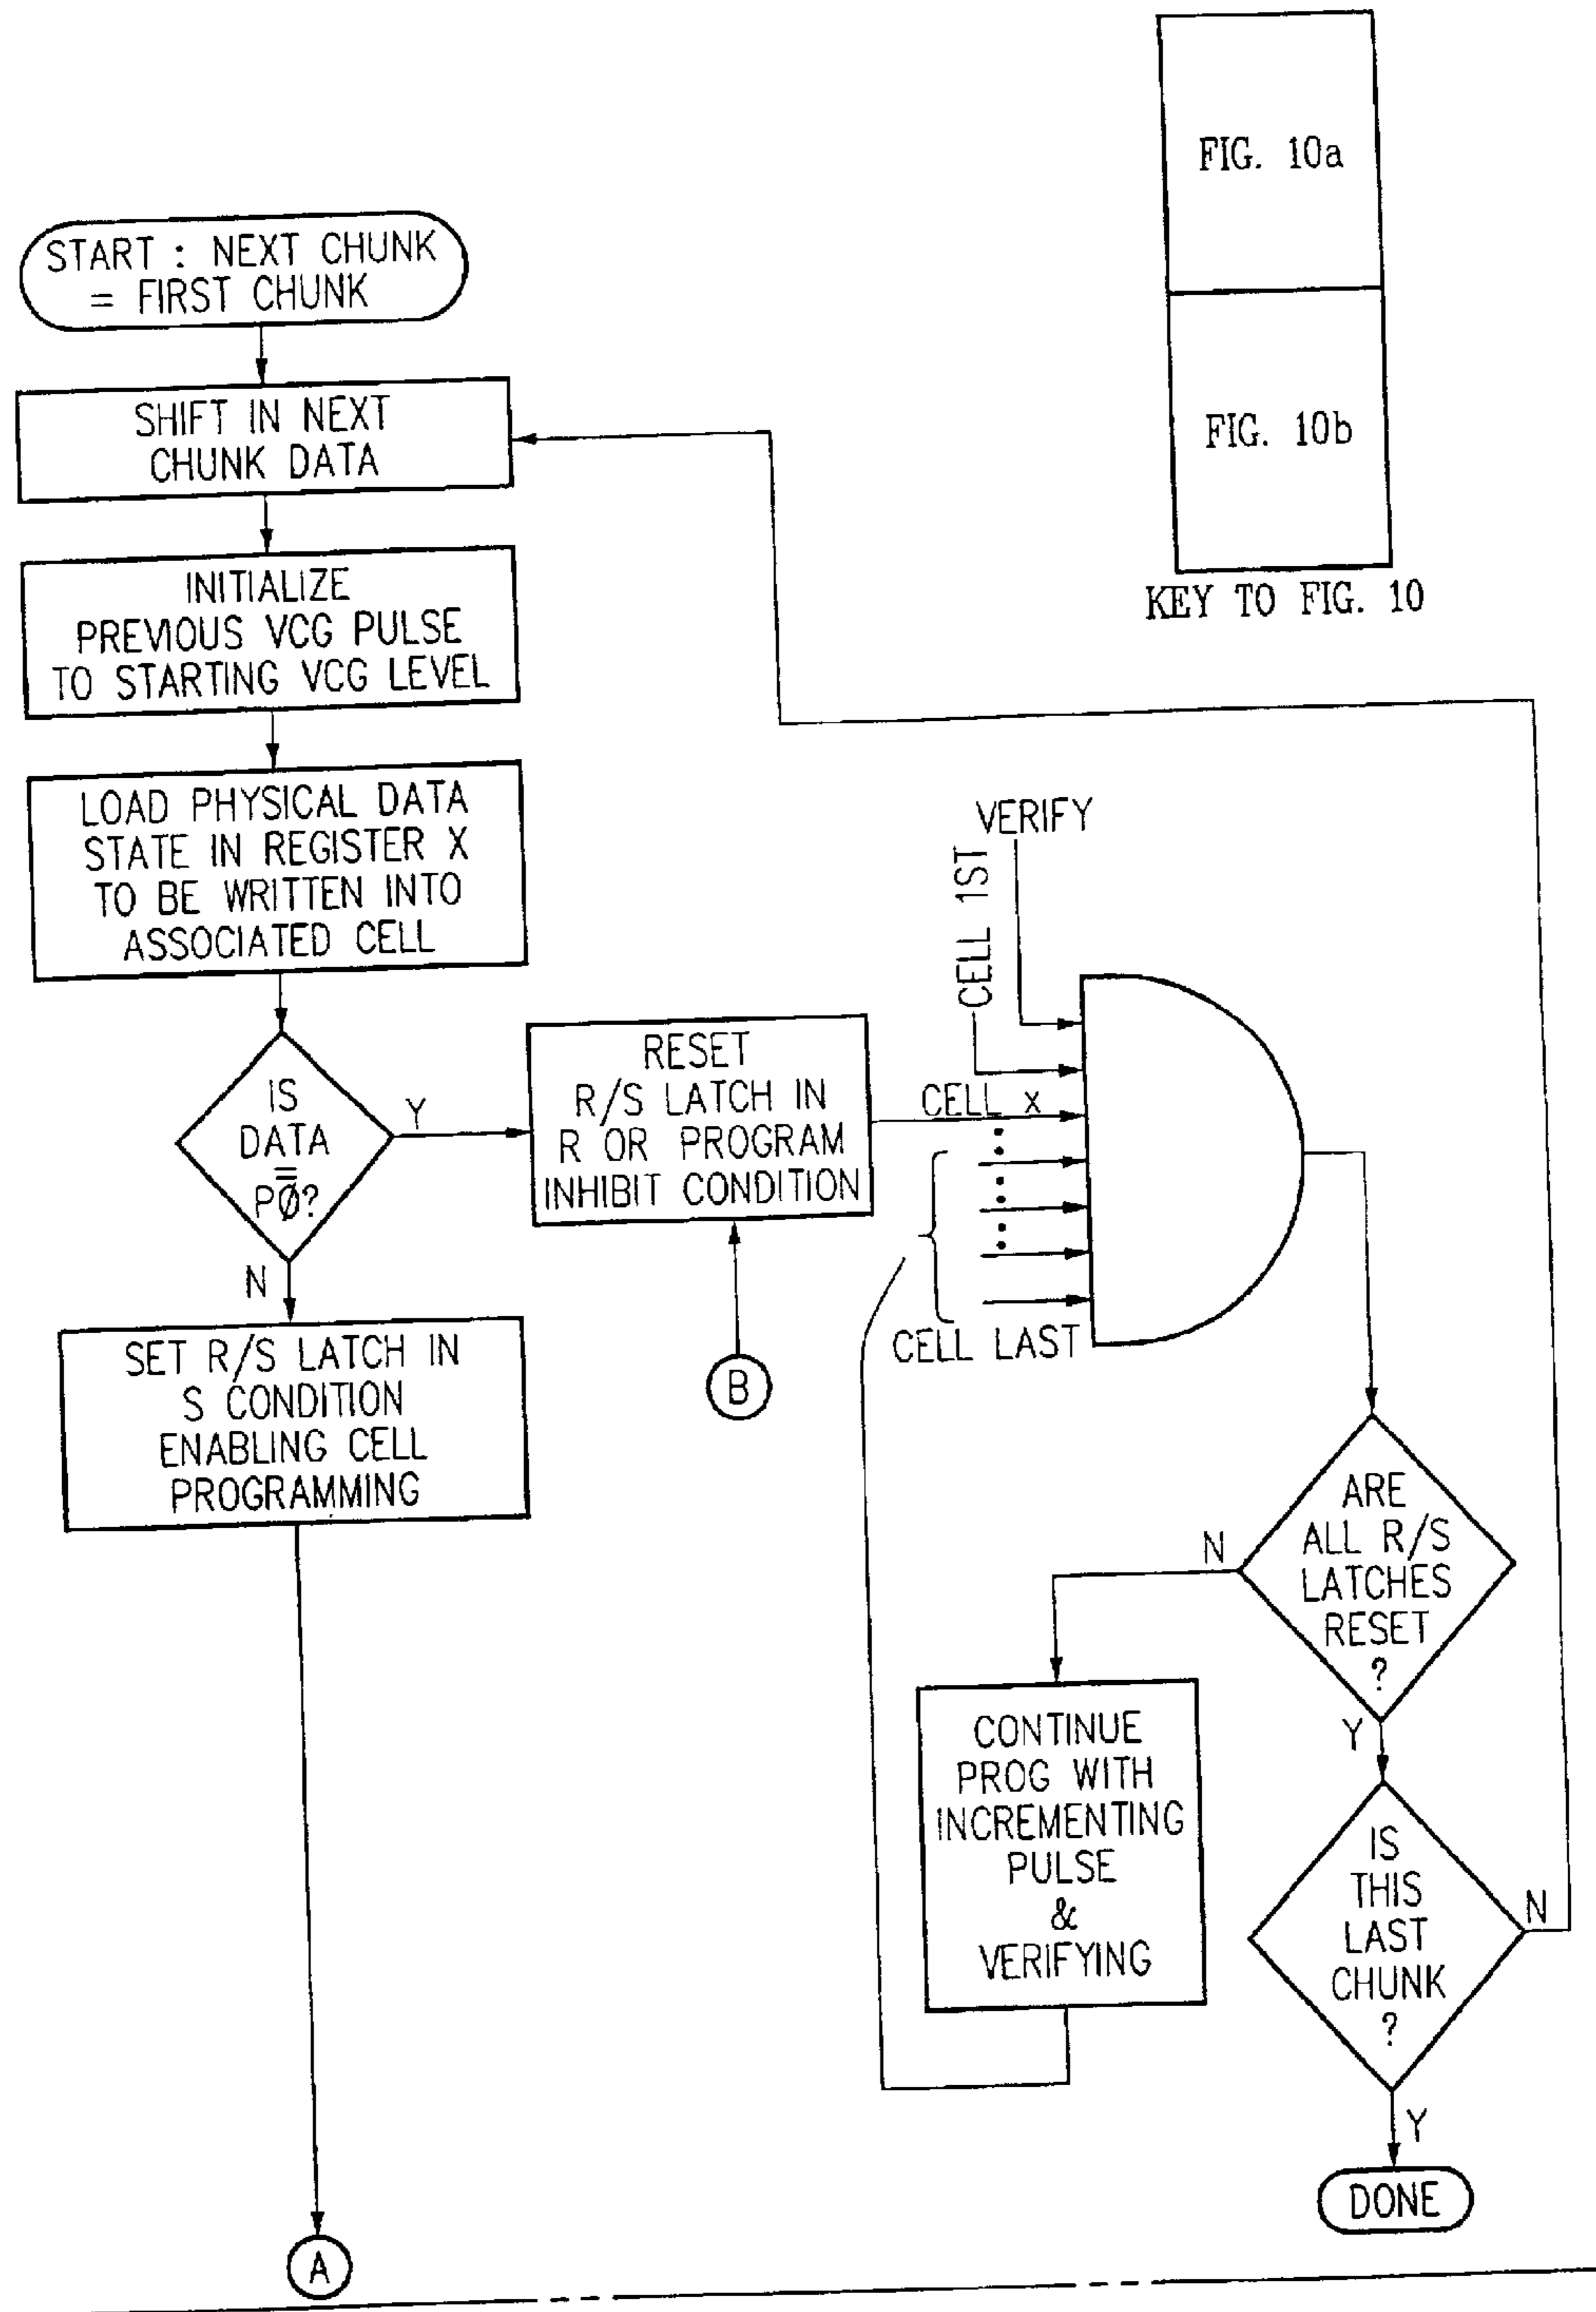 FIG. 10a
FIG. 10b
KEY TO FIG. 10
START : NEXT CHUNK
= FIRST CHUNK
SHIFT IN NEXT
CHUNK DATA
INITIALIZE
PREVIOUS VCG PULSE
TO STARTING VCG LEVEL
LOAD PHYSICAL DATA
STATE IN REGISTER X
TO BE WRITTEN INTO
ASSOCIATED CELL
IS
DATA
=
PØ?
Y
N
RESET
R/S LATCH IN
R OR PROGRAM
INHIBIT CONDITION
B
SET R/S LATCH IN
S CONDITION
ENABLING CELL
PROGRAMMING
A
VERIFY
CELL 1ST
CELL X
CELL LAST
ARE
ALL R/S
LATCHES
RESET
?
N
Y
CONTINUE
PROG WITH
INCREMENTING
PULSE
&
VERIFYING
IS
THIS
LAST
CHUNK
?
N
Y
DONE